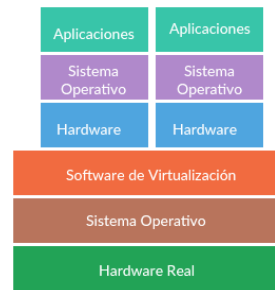 Aplicaciones
Aplicaciones
Sistema
Operativo
Sistema
Operativo
Hardware
Hardware
Software de Virtualización
Sistema Operativo
Hardware Real